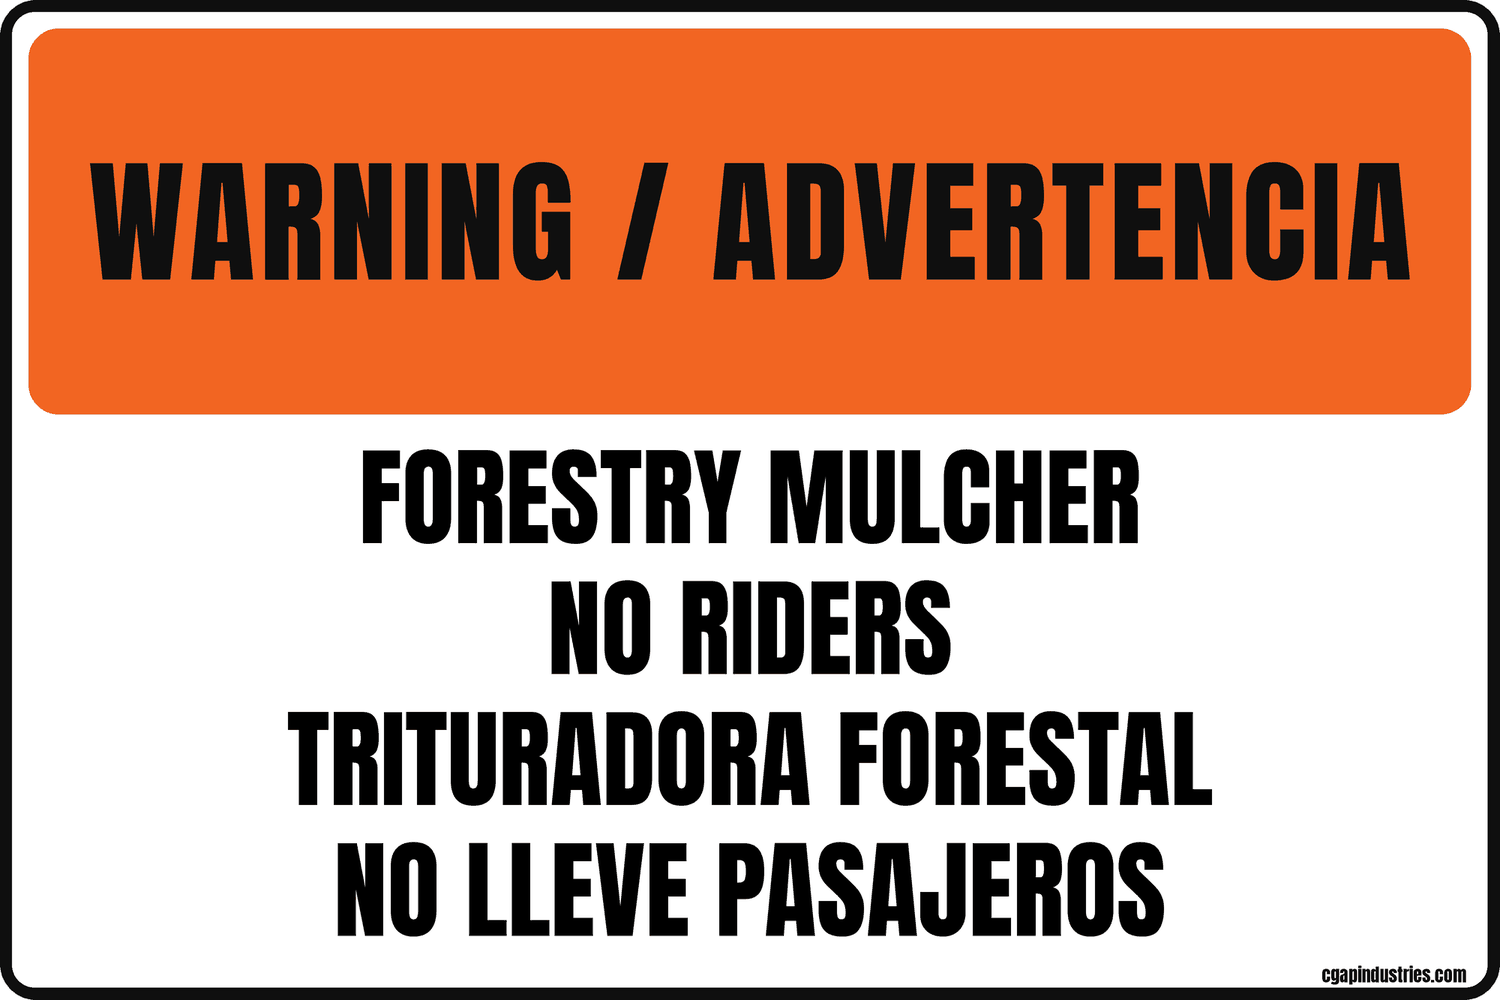 WARNING / ADVERTENCIA
FORESTRY MULCHER
NO RIDERS
TRITURADORA FORESTAL
NO LLEVE PASAJEROS
cgapindustries.com